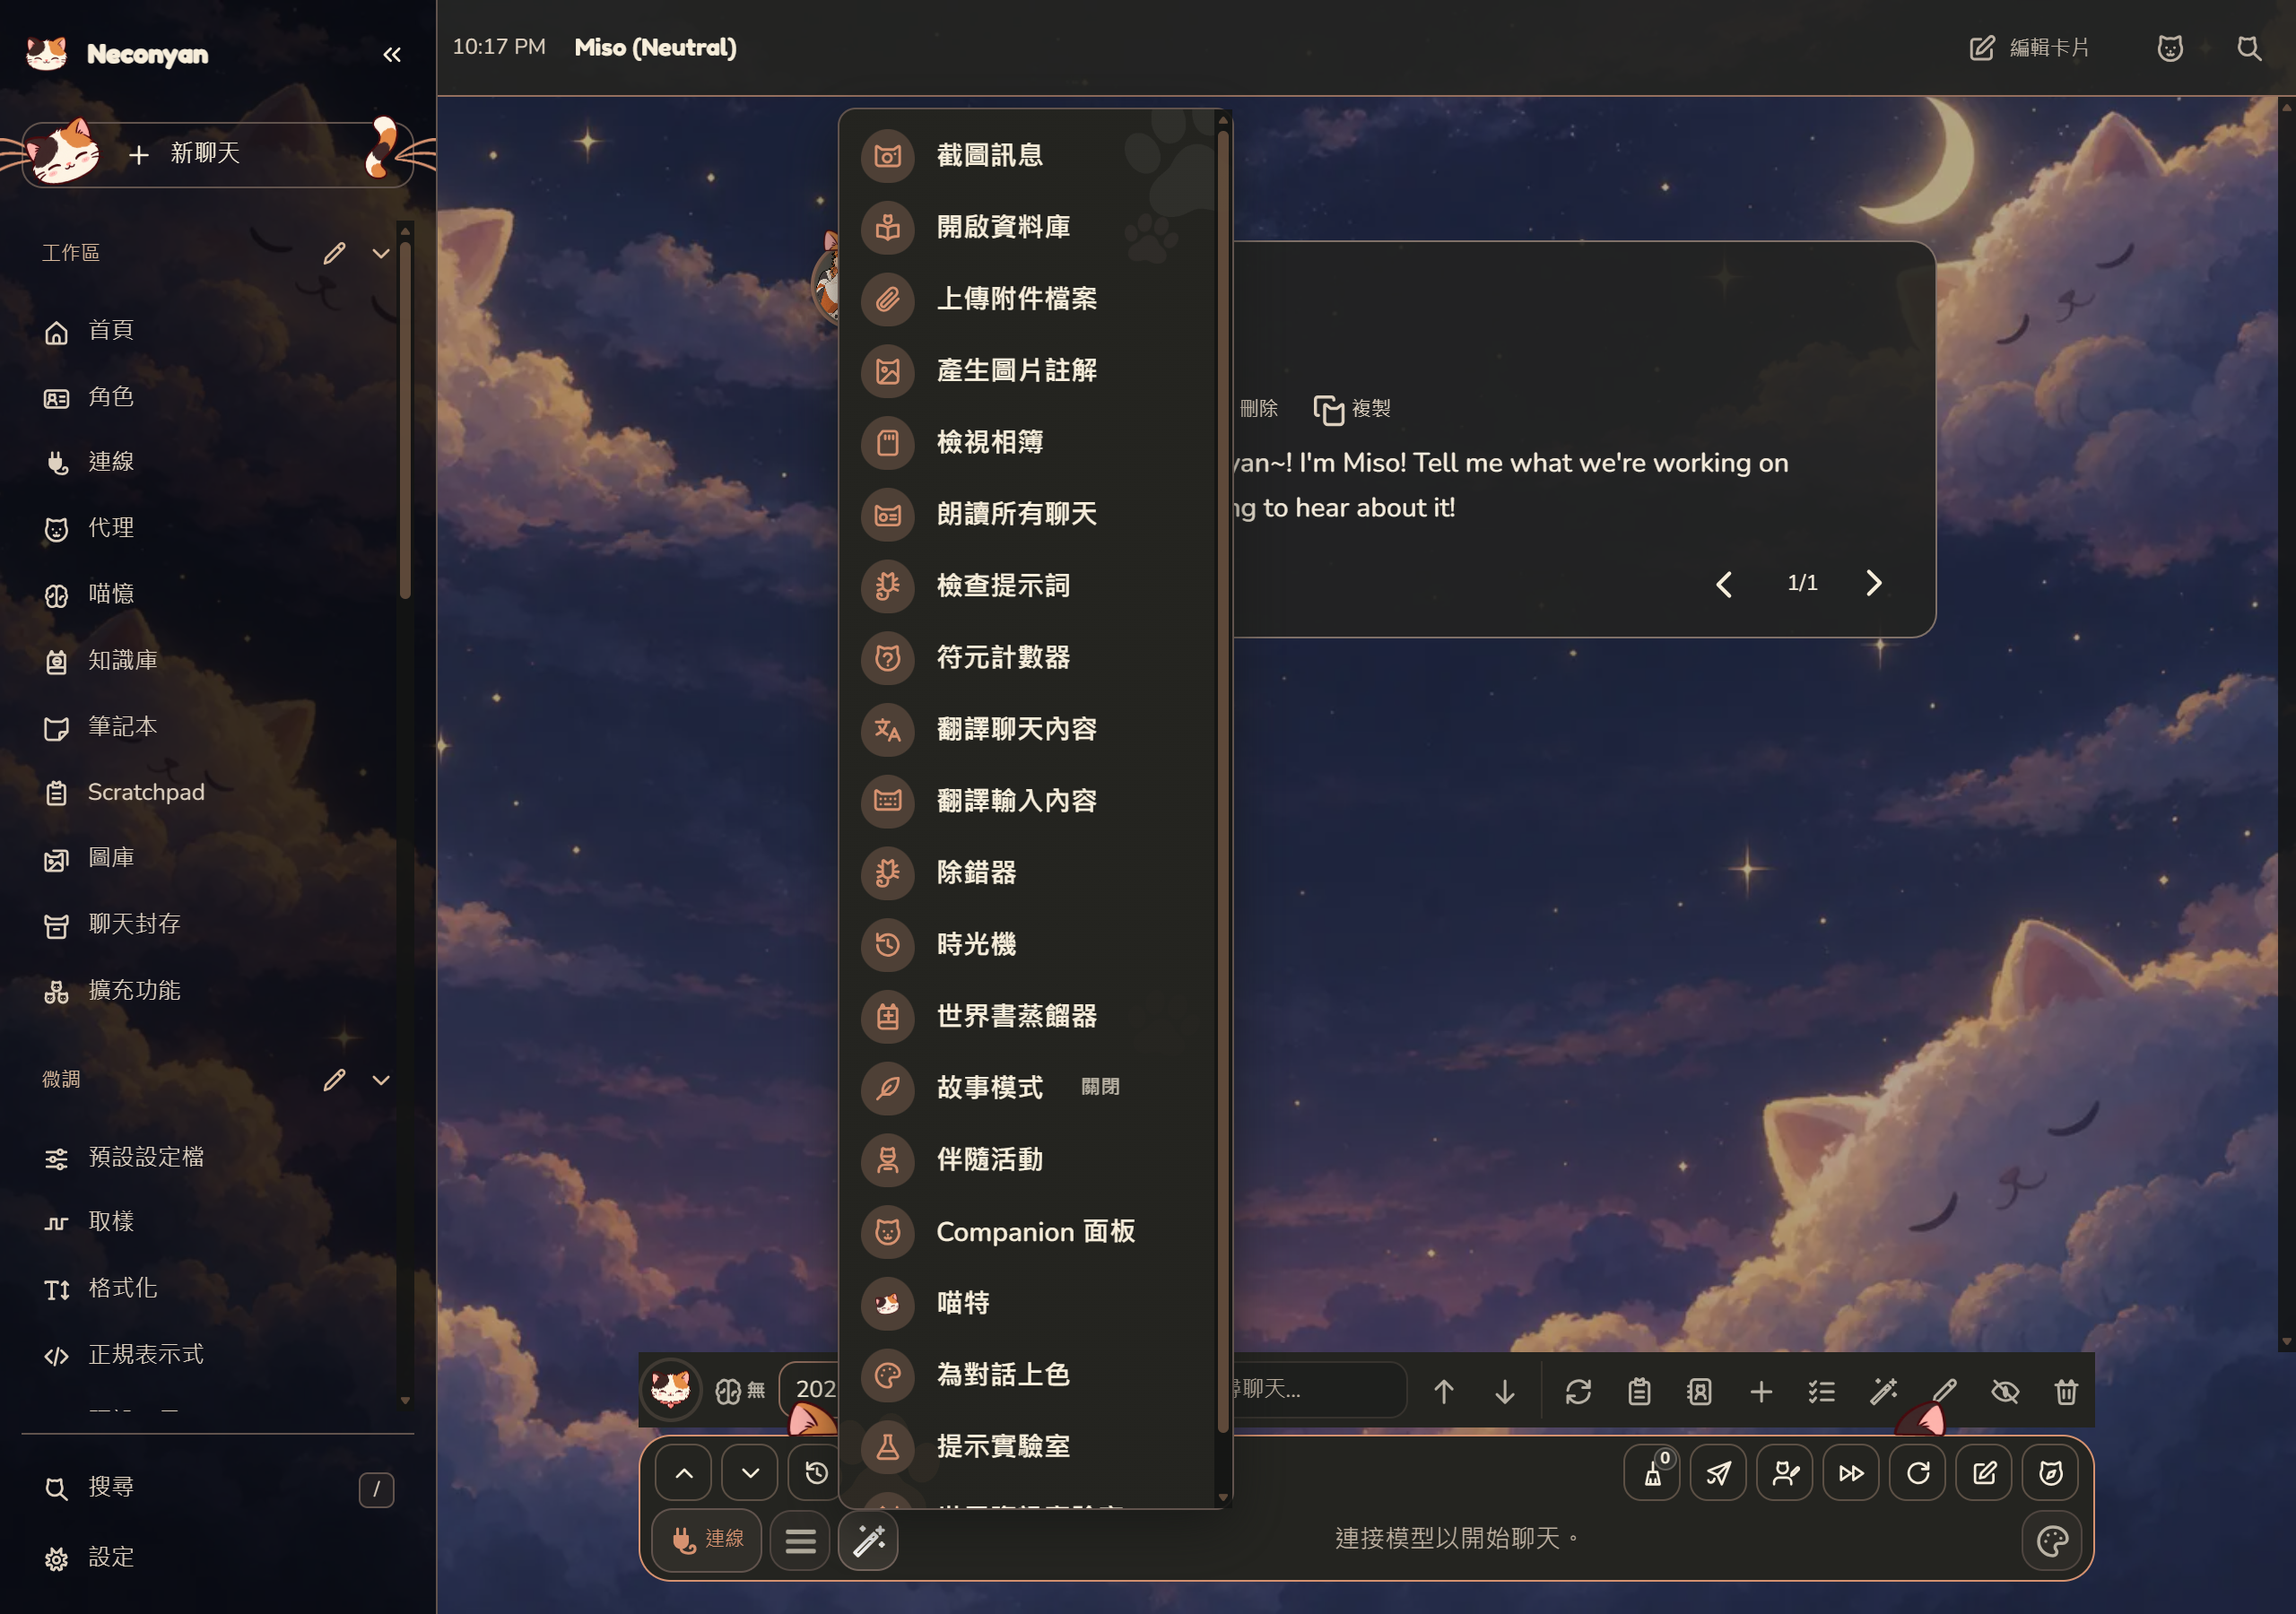 Neconyan
新聊天
工作區
首頁
角色
連線
代理
喵憶
知識庫
筆記本
Scratchpad
圖庫
聊天封存
擴充功能
微調
預設設定檔
取樣
格式化
正規表示式
搜尋
/
設定
10:17 PM
Miso (Neutral)
編輯卡片
截圖訊息
開啟資料庫
上傳附件檔案
產生圖片註解
檢視相簿
朗讀所有聊天
檢查提示詞
符元計數器
翻譯聊天內容
翻譯輸入內容
除錯器
時光機
世界書蒸餾器
故事模式 關閉
伴隨活動
Companion 面板
喵特
為對話上色
提示實驗室
刪除 複製
I'm Miso! Tell me what we're working on
to hear about it!
1/1
無
202
聊天...
0
連線
連接模型以開始聊天。